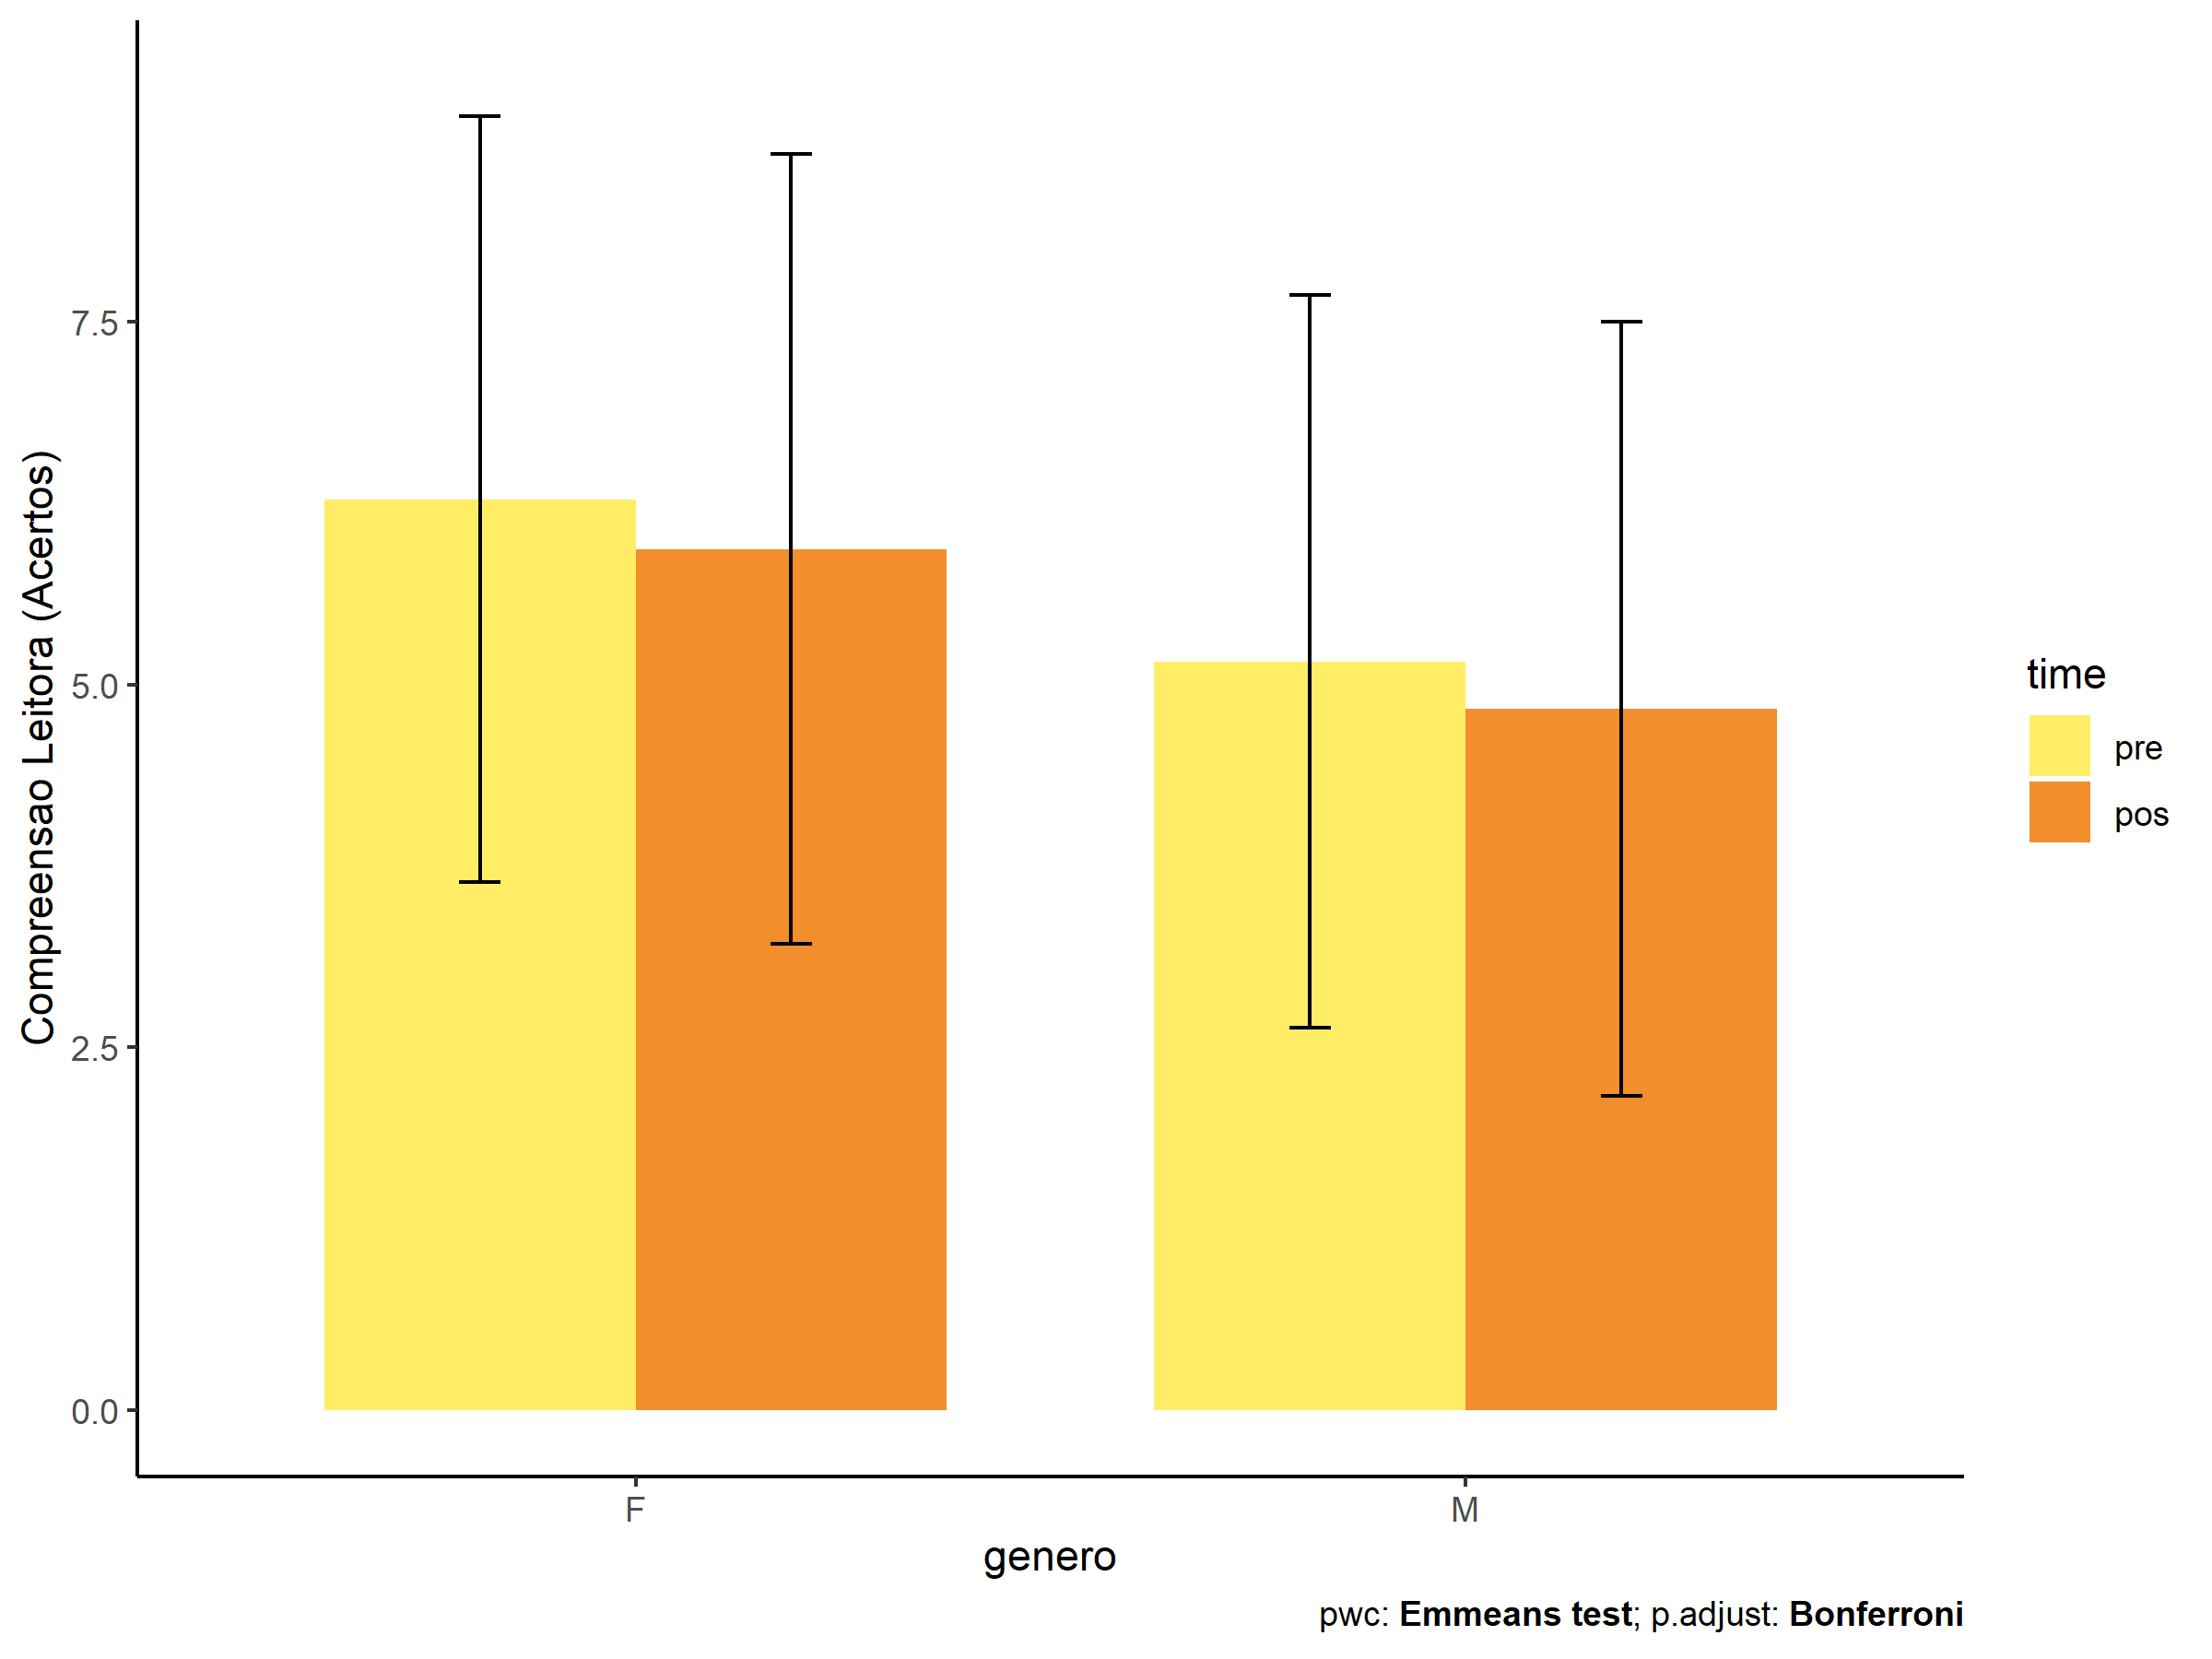 Compreensao Leitora (Acertos)
7.5
5.0
2.5
0.0
F
M
genero
time
pre
pos
pwc: Emmeans test; p.adjust: Bonferroni